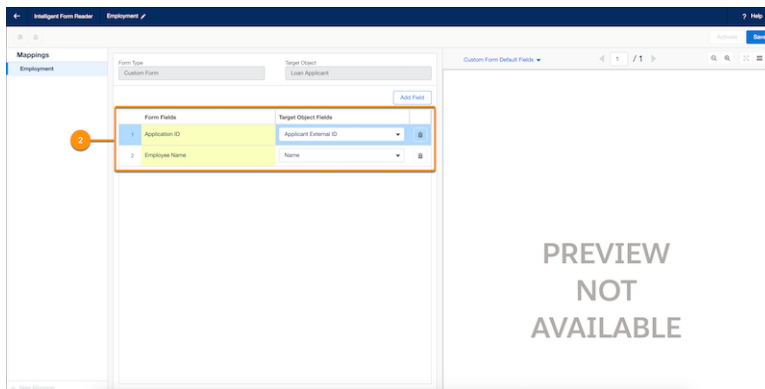 Intelligent Form Reader Employment
? Help
Activate Save
Mappings
Employment
Form Type Target Object
Custom Form Loan Applicant
Custom Form Default Fields
1 / 1
Add Field
Form Fields Target Object Fields
2
1 Application ID Applicant External ID
2 Employee Name Name
PREVIEW
NOT
AVAILABLE
+ New Mapping